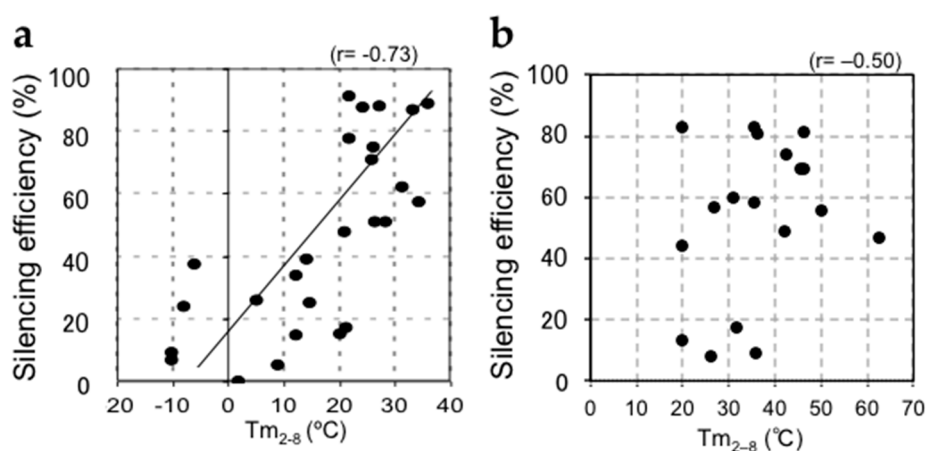 a
(r= -0.73)
Silencing efficiency (%)
100
80
60
40
20
0
20 -10 0 10 20 30 40
Tm2-8 (ºC)
b
(r= –0.50)
Silencing efficiency (%)
100
80
60
40
20
0
0 10 20 30 40 50 60 70
Tm2–8 (℃)